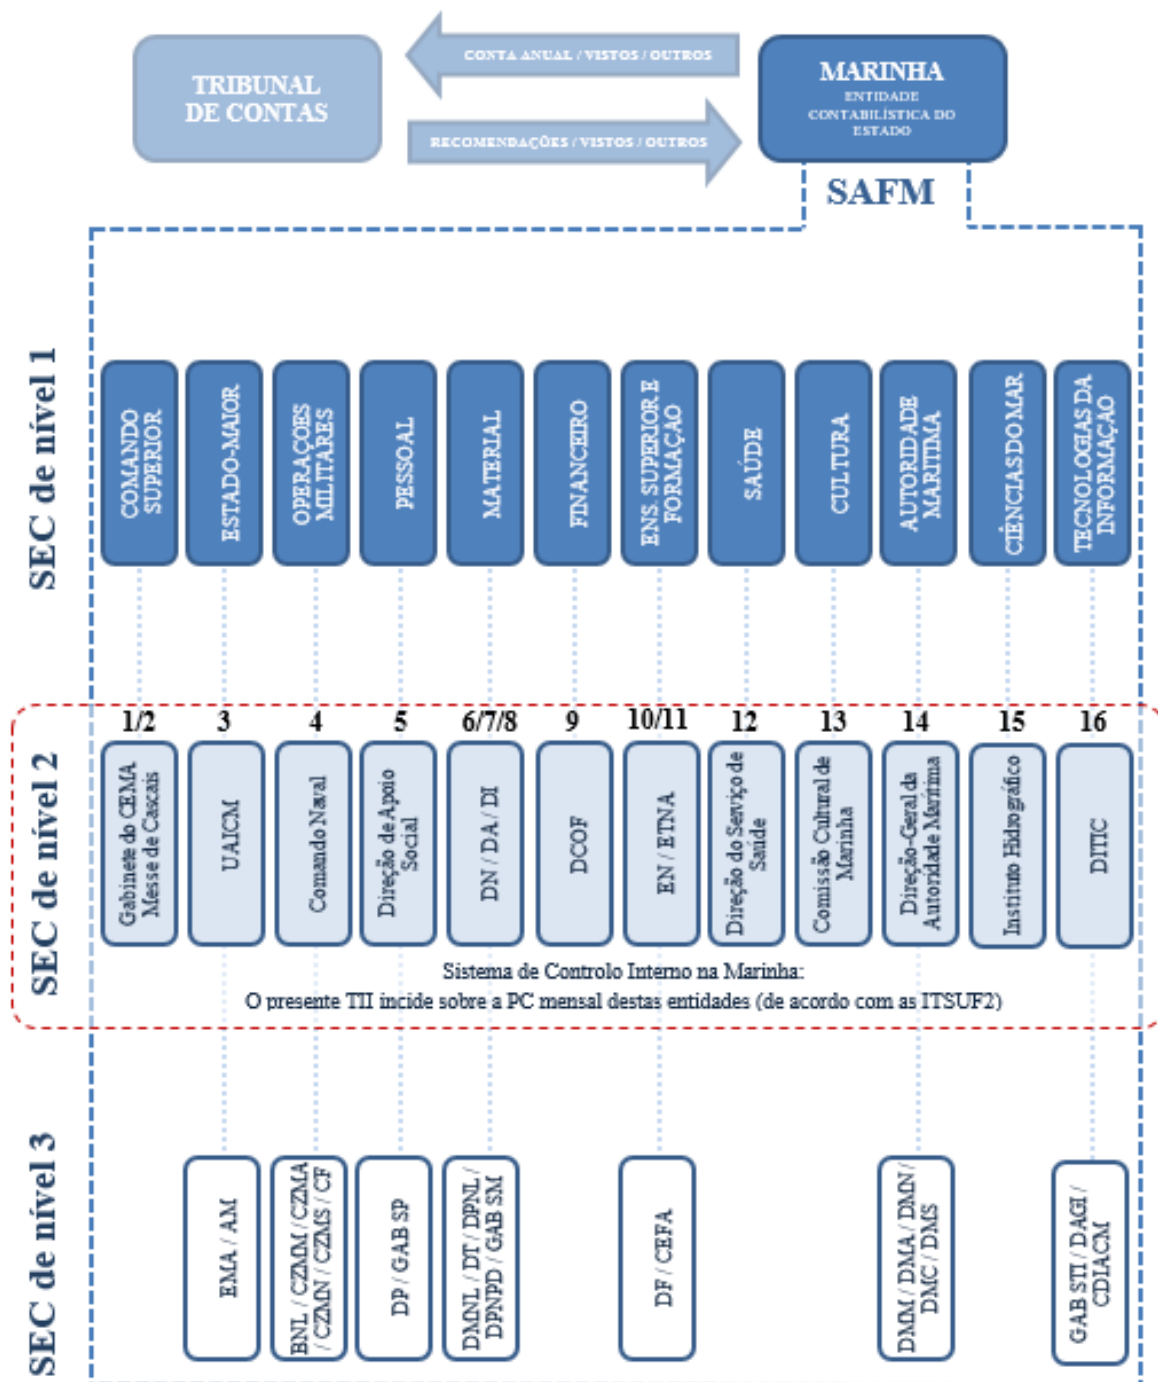 TRIBUNAL
DE CONTAS
CONTA ANUAL / VISTOS / OUTROS
RECOMENDAÇÕES / VISTOS / OUTROS
MARINHA
ENTIDADE
CONTABILÍSTICA DO
ESTADO
SAFM
SEC de nível 1
COMANDO
SUPERIOR
ESTADO-MAIOR
OPERAÇÕES
MILITARES
PESSOAL
MATERIAL
FINANCEIRO
ENS. SUPERIOR E
FORMAÇÃO
SAÚDE
CULTURA
AUTORIDADE
MARÍTIMA
CIÊNCIAS DO MAR
TECNOLOGIAS DA
INFORMAÇÃO
SEC de nível 2
1/2
3
4
5
6/7/8
9
10/11
12
13
14
15
16
Gabinete do CEMA
Messe de Cascais
UAICM
Comando Naval
Direção de Apoio
Social
DN / DA / DI
DCOF
EN / ETNA
Direção do Serviço de
Saúde
Comissão Cultural de
Marinha
Direção-Geral da
Autoridade Marítima
Instituto Hidrográfico
DITIC
Sistema de Controlo Interno na Marinha:
O presente TII incide sobre a PC mensal destas entidades (de acordo com as ITSUF2)
SEC de nível 3
EMA / AM
BNL / CZMM / CZMA
/ CZMN / CZMS / CF
DP / GAB SP
DMNL / DT / DPNL /
DPNPD / GAB SM
DF / CEFA
DMM / DMA / DMN /
DMC / DMS
GAB STI / DAGI /
CDIACM